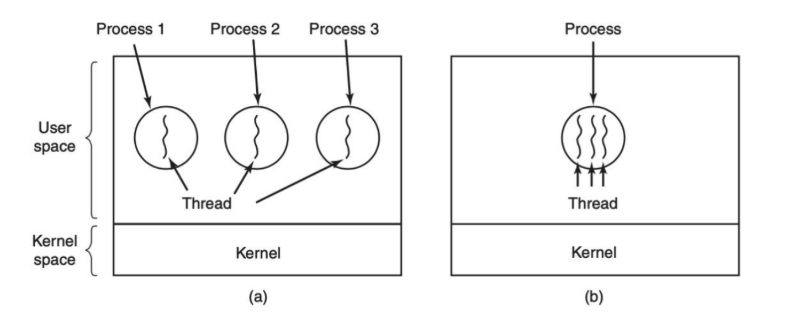 Process 1 Process 2 Process 3
Process
User
space
Thread
Thread
Kernel
space
Kernel
Kernel
(a)
(b)